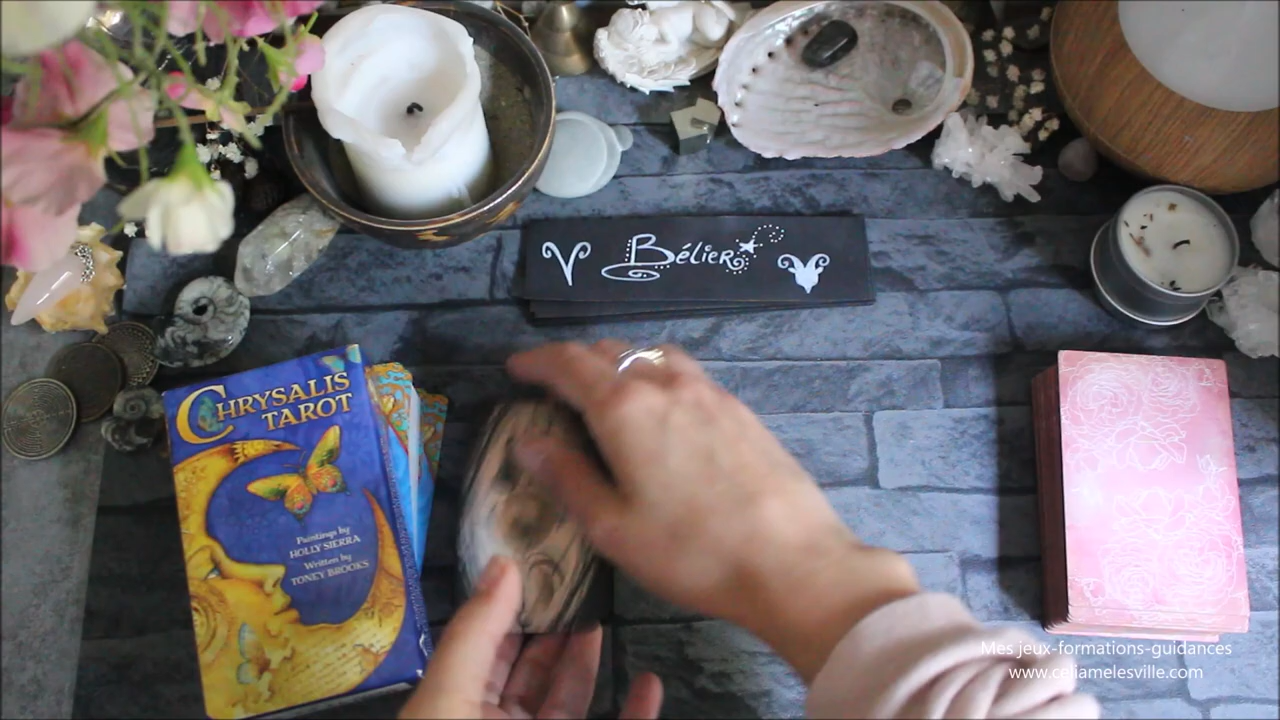 Bélier
CHRYSALIS
TAROT
Paintings by
HOLLY SIERRA
Written by
TONEY BROOKS
Mes jeux-formations-guidances
www.celiamelesville.com